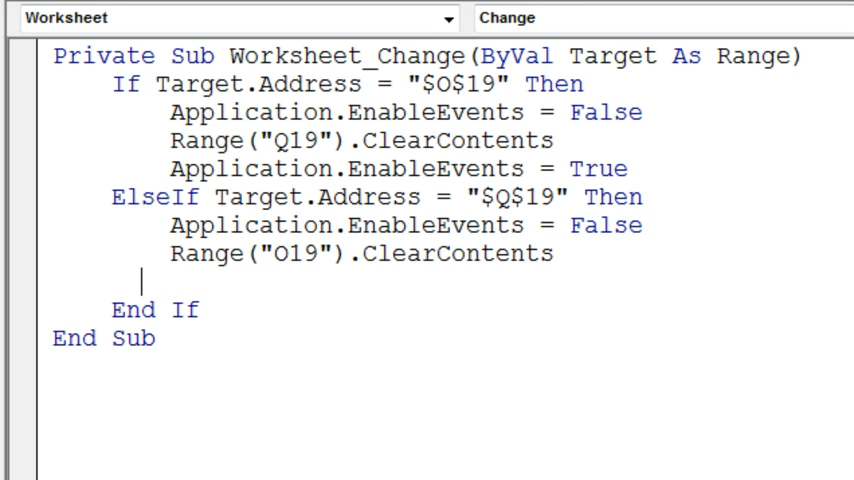 Worksheet Change
Private Sub Worksheet_Change(ByVal Target As Range)
If Target.Address = "$O$19" Then
Application.EnableEvents = False
Range("Q19").ClearContents
Application.EnableEvents = True
ElseIf Target.Address = "$Q$19" Then
Application.EnableEvents = False
Range("O19").ClearContents
End If
End Sub